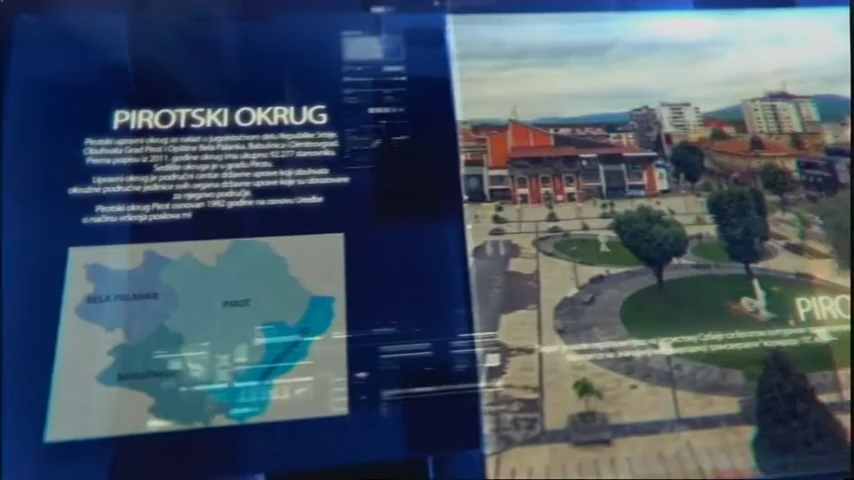 PIROTSKI OKRUG
Pirotski upravni okrug se nalazi u jugoistočnom delu Republike Srbije.
Obuhvata Grad Pirot i Opštine Bela Palanka, Babušnica i Dimitrovgrad.
Prema popisu iz 2011. godine okrug ima ukupno 92.277 stanovnika.
Sedište okruga je u gradu Pirotu.
Upravni okrug je područni centar državne uprave koji obuhvata
okružne područne jedinice svih organa državne uprave koje su obrazovane
za njegovo područje.
Pirotski okrug Pirot osnovan 1992 godine na osnovu Uredbe
o načinu vršenja poslova mi
BELA PALANKA
PIROT
PIRO